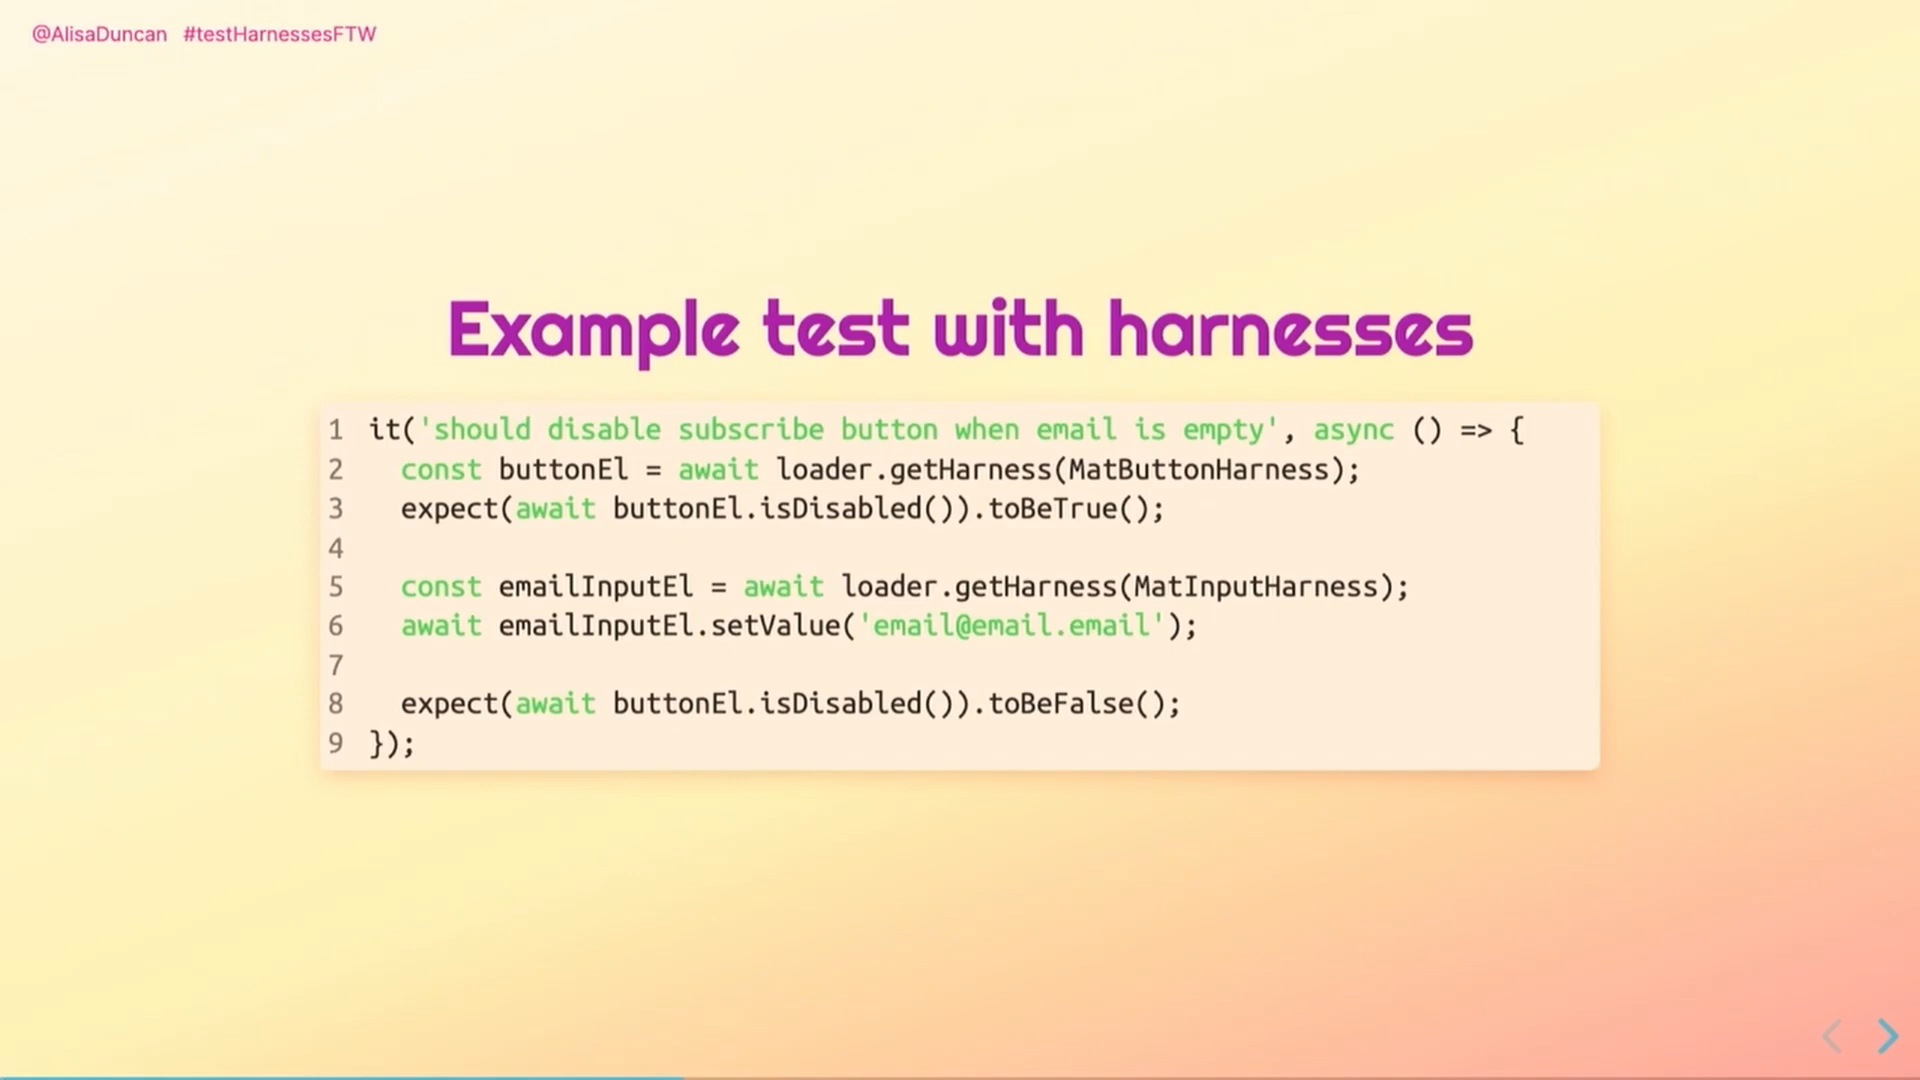 @AlisaDuncan #testHarnessesFTW
Example test with harnesses
1 it('should disable subscribe button when email is empty', async () => {
2   const buttonEl = await loader.getHarness(MatButtonHarness);
3   expect(await buttonEl.isDisabled()).toBeTrue();
4
5   const emailInputEl = await loader.getHarness(MatInputHarness);
6   await emailInputEl.setValue('email@email.email');
7
8   expect(await buttonEl.isDisabled()).toBeFalse();
9 });